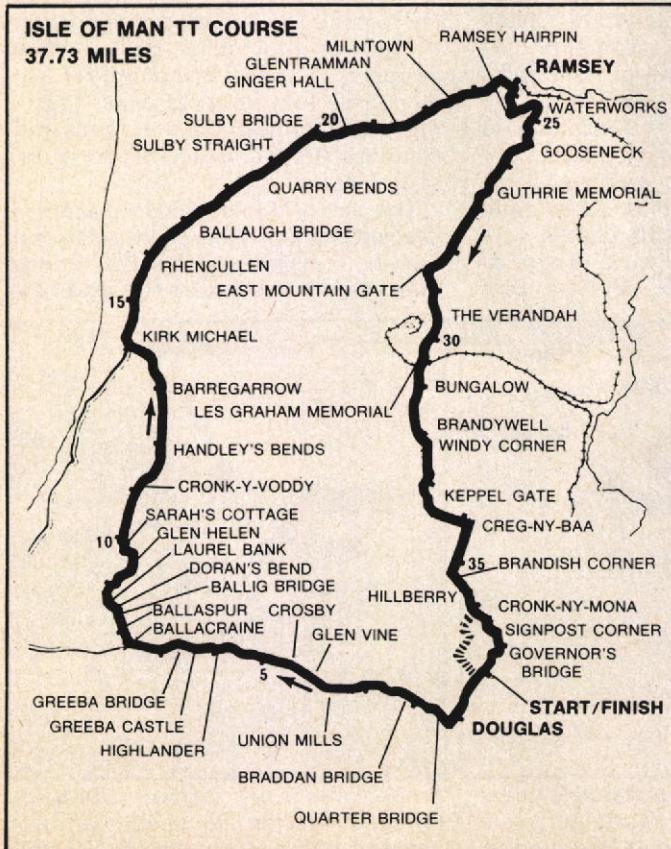 ISLE OF MAN TT COURSE
37.73 MILES
RAMSEY HAIRPIN
MILNTOWN
GLENTRAMMAN
GINGER HALL
RAMSEY
WATERWORKS
SULBY BRIDGE
20
25
SULBY STRAIGHT
GOOSENECK
QUARRY BENDS
GUTHRIE MEMORIAL
BALLAUGH BRIDGE
RHENCULLEN
EAST MOUNTAIN GATE
15
THE VERANDAH
KIRK MICHAEL
30
BARREGARROW
BUNGALOW
LES GRAHAM MEMORIAL
BRANDYWELL
HANDLEY'S BENDS
WINDY CORNER
CRONK-Y-VODDY
KEPPEL GATE
SARAH'S COTTAGE
CREG-NY-BAA
10
GLEN HELEN
LAUREL BANK
35
BRANDISH CORNER
DORAN'S BEND
BALLIG BRIDGE
HILLBERRY
CRONK-NY-MONA
BALLASPUR
CROSBY
SIGNPOST CORNER
BALLACRAINE
GLEN VINE
GOVERNOR'S
BRIDGE
5
GREEBA BRIDGE
START/FINISH
GREEBA CASTLE
DOUGLAS
HIGHLANDER
UNION MILLS
BRADDAN BRIDGE
QUARTER BRIDGE